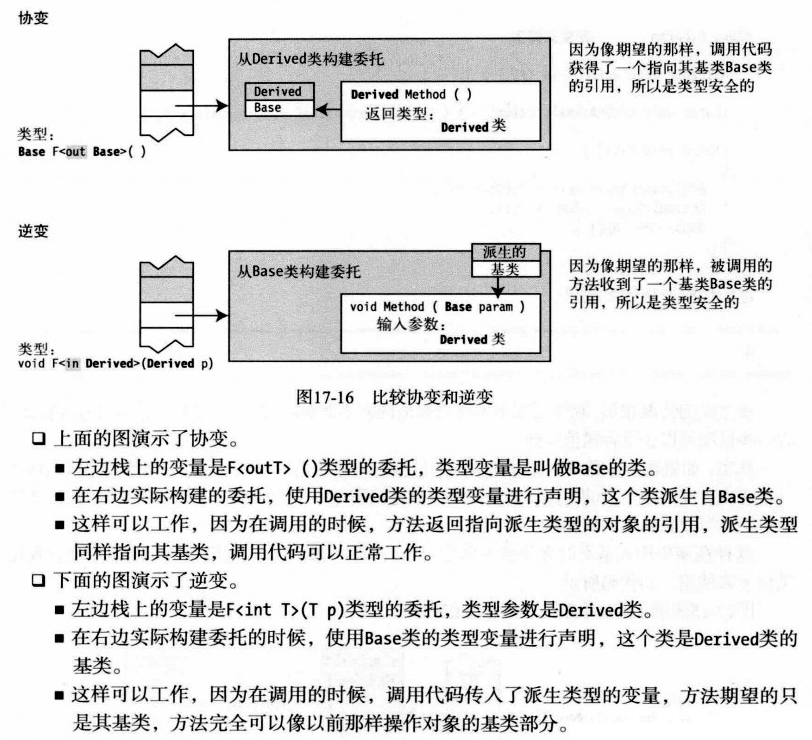 协变
从Derived类构建委托
Derived
Base
Derived Method ( )
返回类型:
Derived 类
因为像期望的那样，调用代码
获得了一个指向其基类Base类
的引用，所以是类型安全的
类型:
Base F<out Base>( )
逆变
从Base类构建委托
派生的
基类
void Method ( Base param )
输入参数:
Derived 类
因为像期望的那样，被调用的
方法收到了一个基类Base类的
引用，所以是类型安全的
类型:
void F<in Derived>(Derived p)
图17-16 比较协变和逆变
❑ 上面的图演示了协变。
■ 左边栈上的变量是F<outT> ()类型的委托，类型变量是叫做Base的类。
■ 在右边实际构建的委托，使用Derived类的类型变量进行声明，这个类派生自Base类。
■ 这样可以工作，因为在调用的时候，方法返回指向派生类型的对象的引用，派生类型
同样指向其基类，调用代码可以正常工作。
❑ 下面的图演示了逆变。
■ 左边栈上的变量是F<int T>(T p)类型的委托，类型参数是Derived类。
■ 在右边实际构建委托的时候，使用Base类的类型变量进行声明，这个类是Derived类的
基类。
■ 这样可以工作，因为在调用的时候，调用代码传入了派生类型的变量，方法期望的只
是其基类，方法完全可以像以前那样操作对象的基类部分。